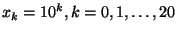 x_k = 10^k, k = 0, 1, . . . , 20